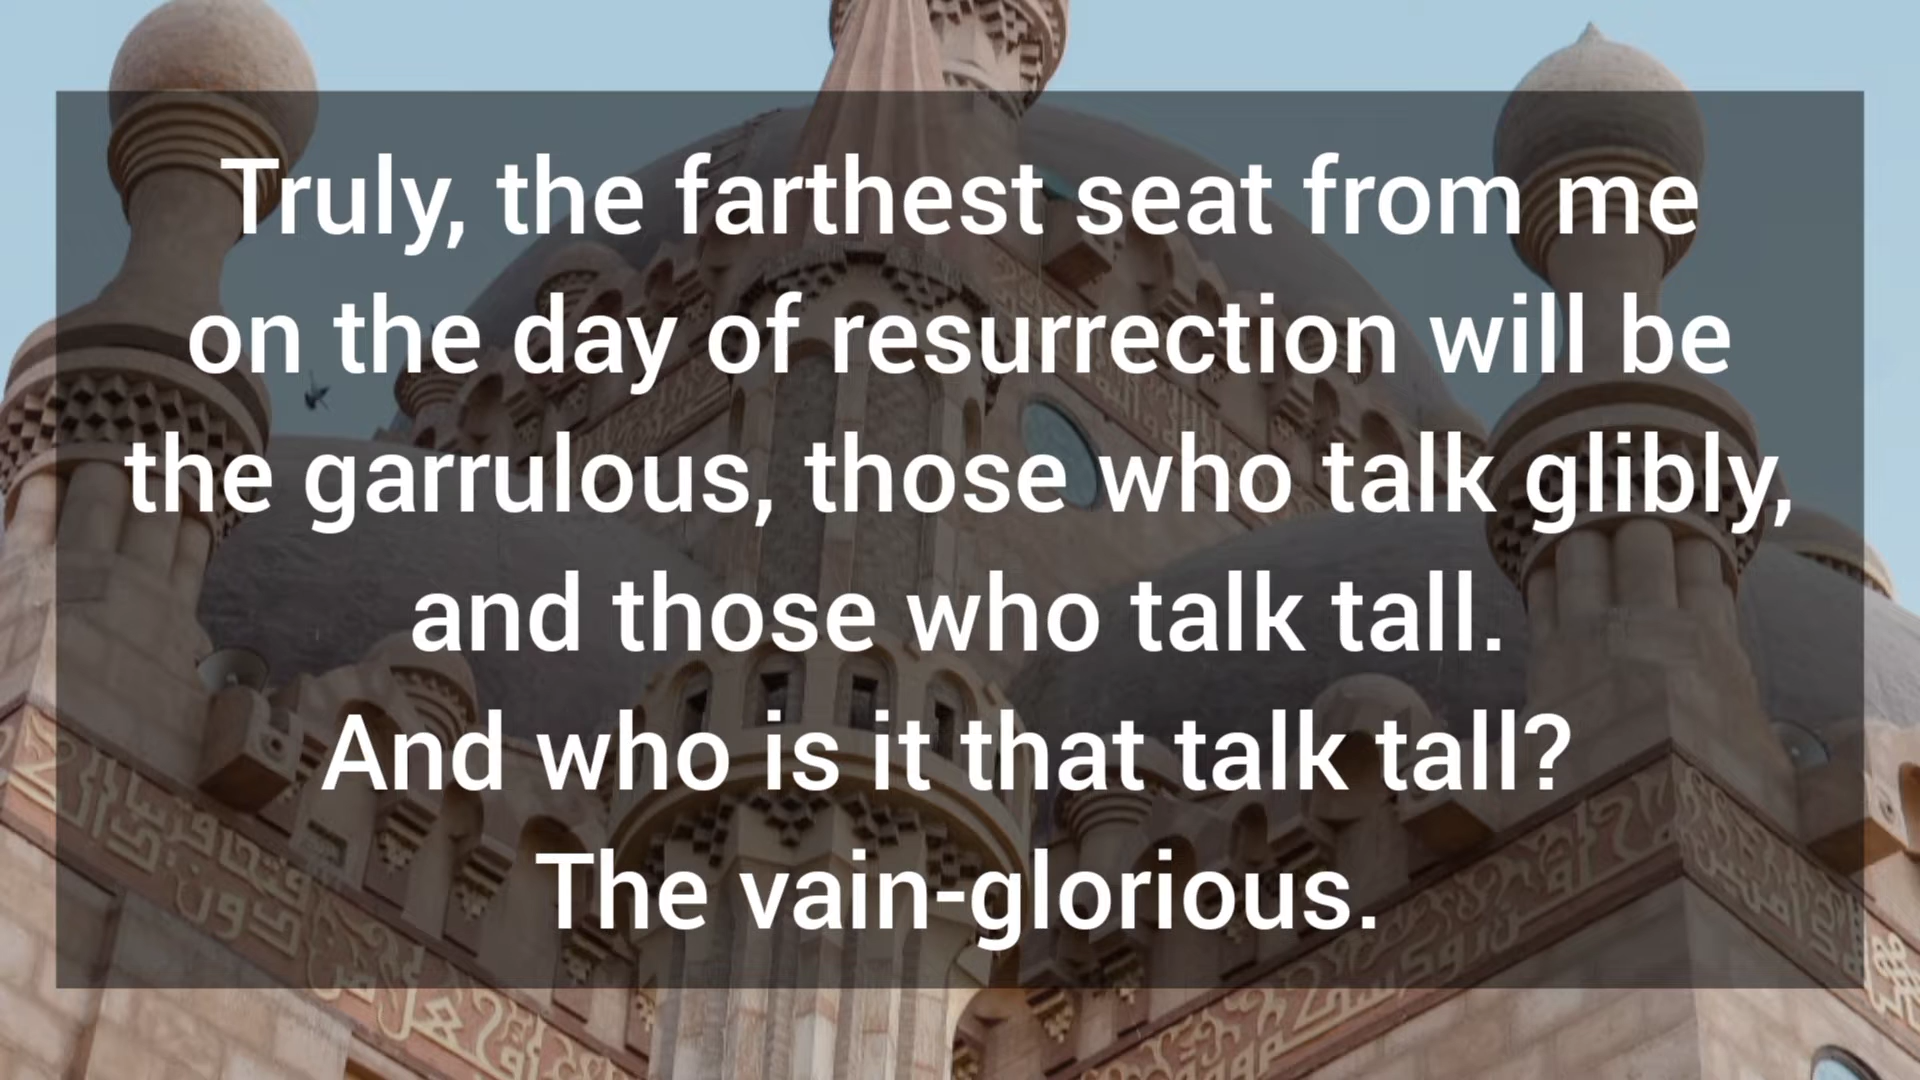 Truly, the farthest seat from me
on the day of resurrection will be
the garrulous, those who talk glibly,
and those who talk tall.
And who is it that talk tall?
The vain-glorious.